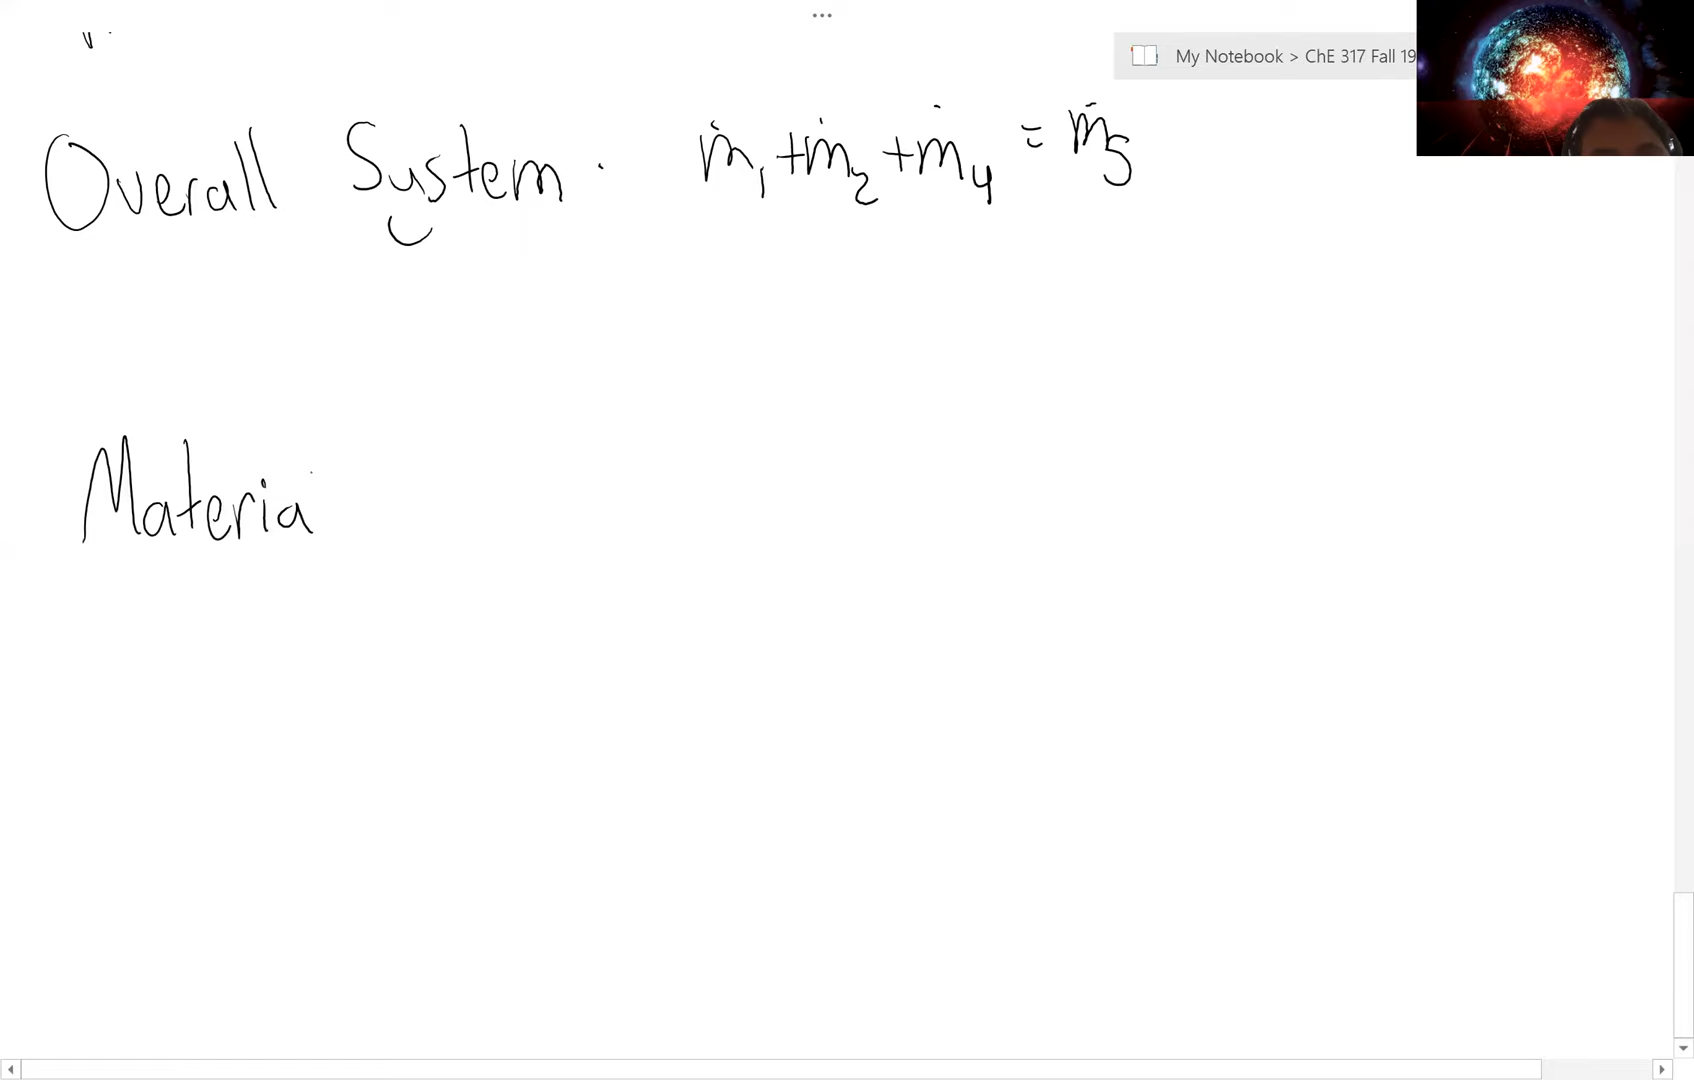 ...
My Notebook > ChE 317 Fall 19
Overall System. ṁ₁+ṁ₂+ṁ₄ = ṁ₅
Materia